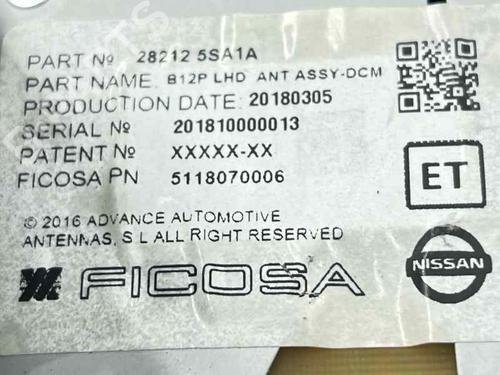 PART № 28212 5SA1A
PART NAME: B12P LHD ANT ASSY-DCM
PRODUCTION DATE: 20180305
SERIAL № 201810000013
PATENT № XXXXX-XX
FICOSA PN 5118070006
ET
© 2016 ADVANCE AUTOMOTIVE
ANTENNAS, S L ALL RIGHT RESERVED
FICOSA
NISSAN